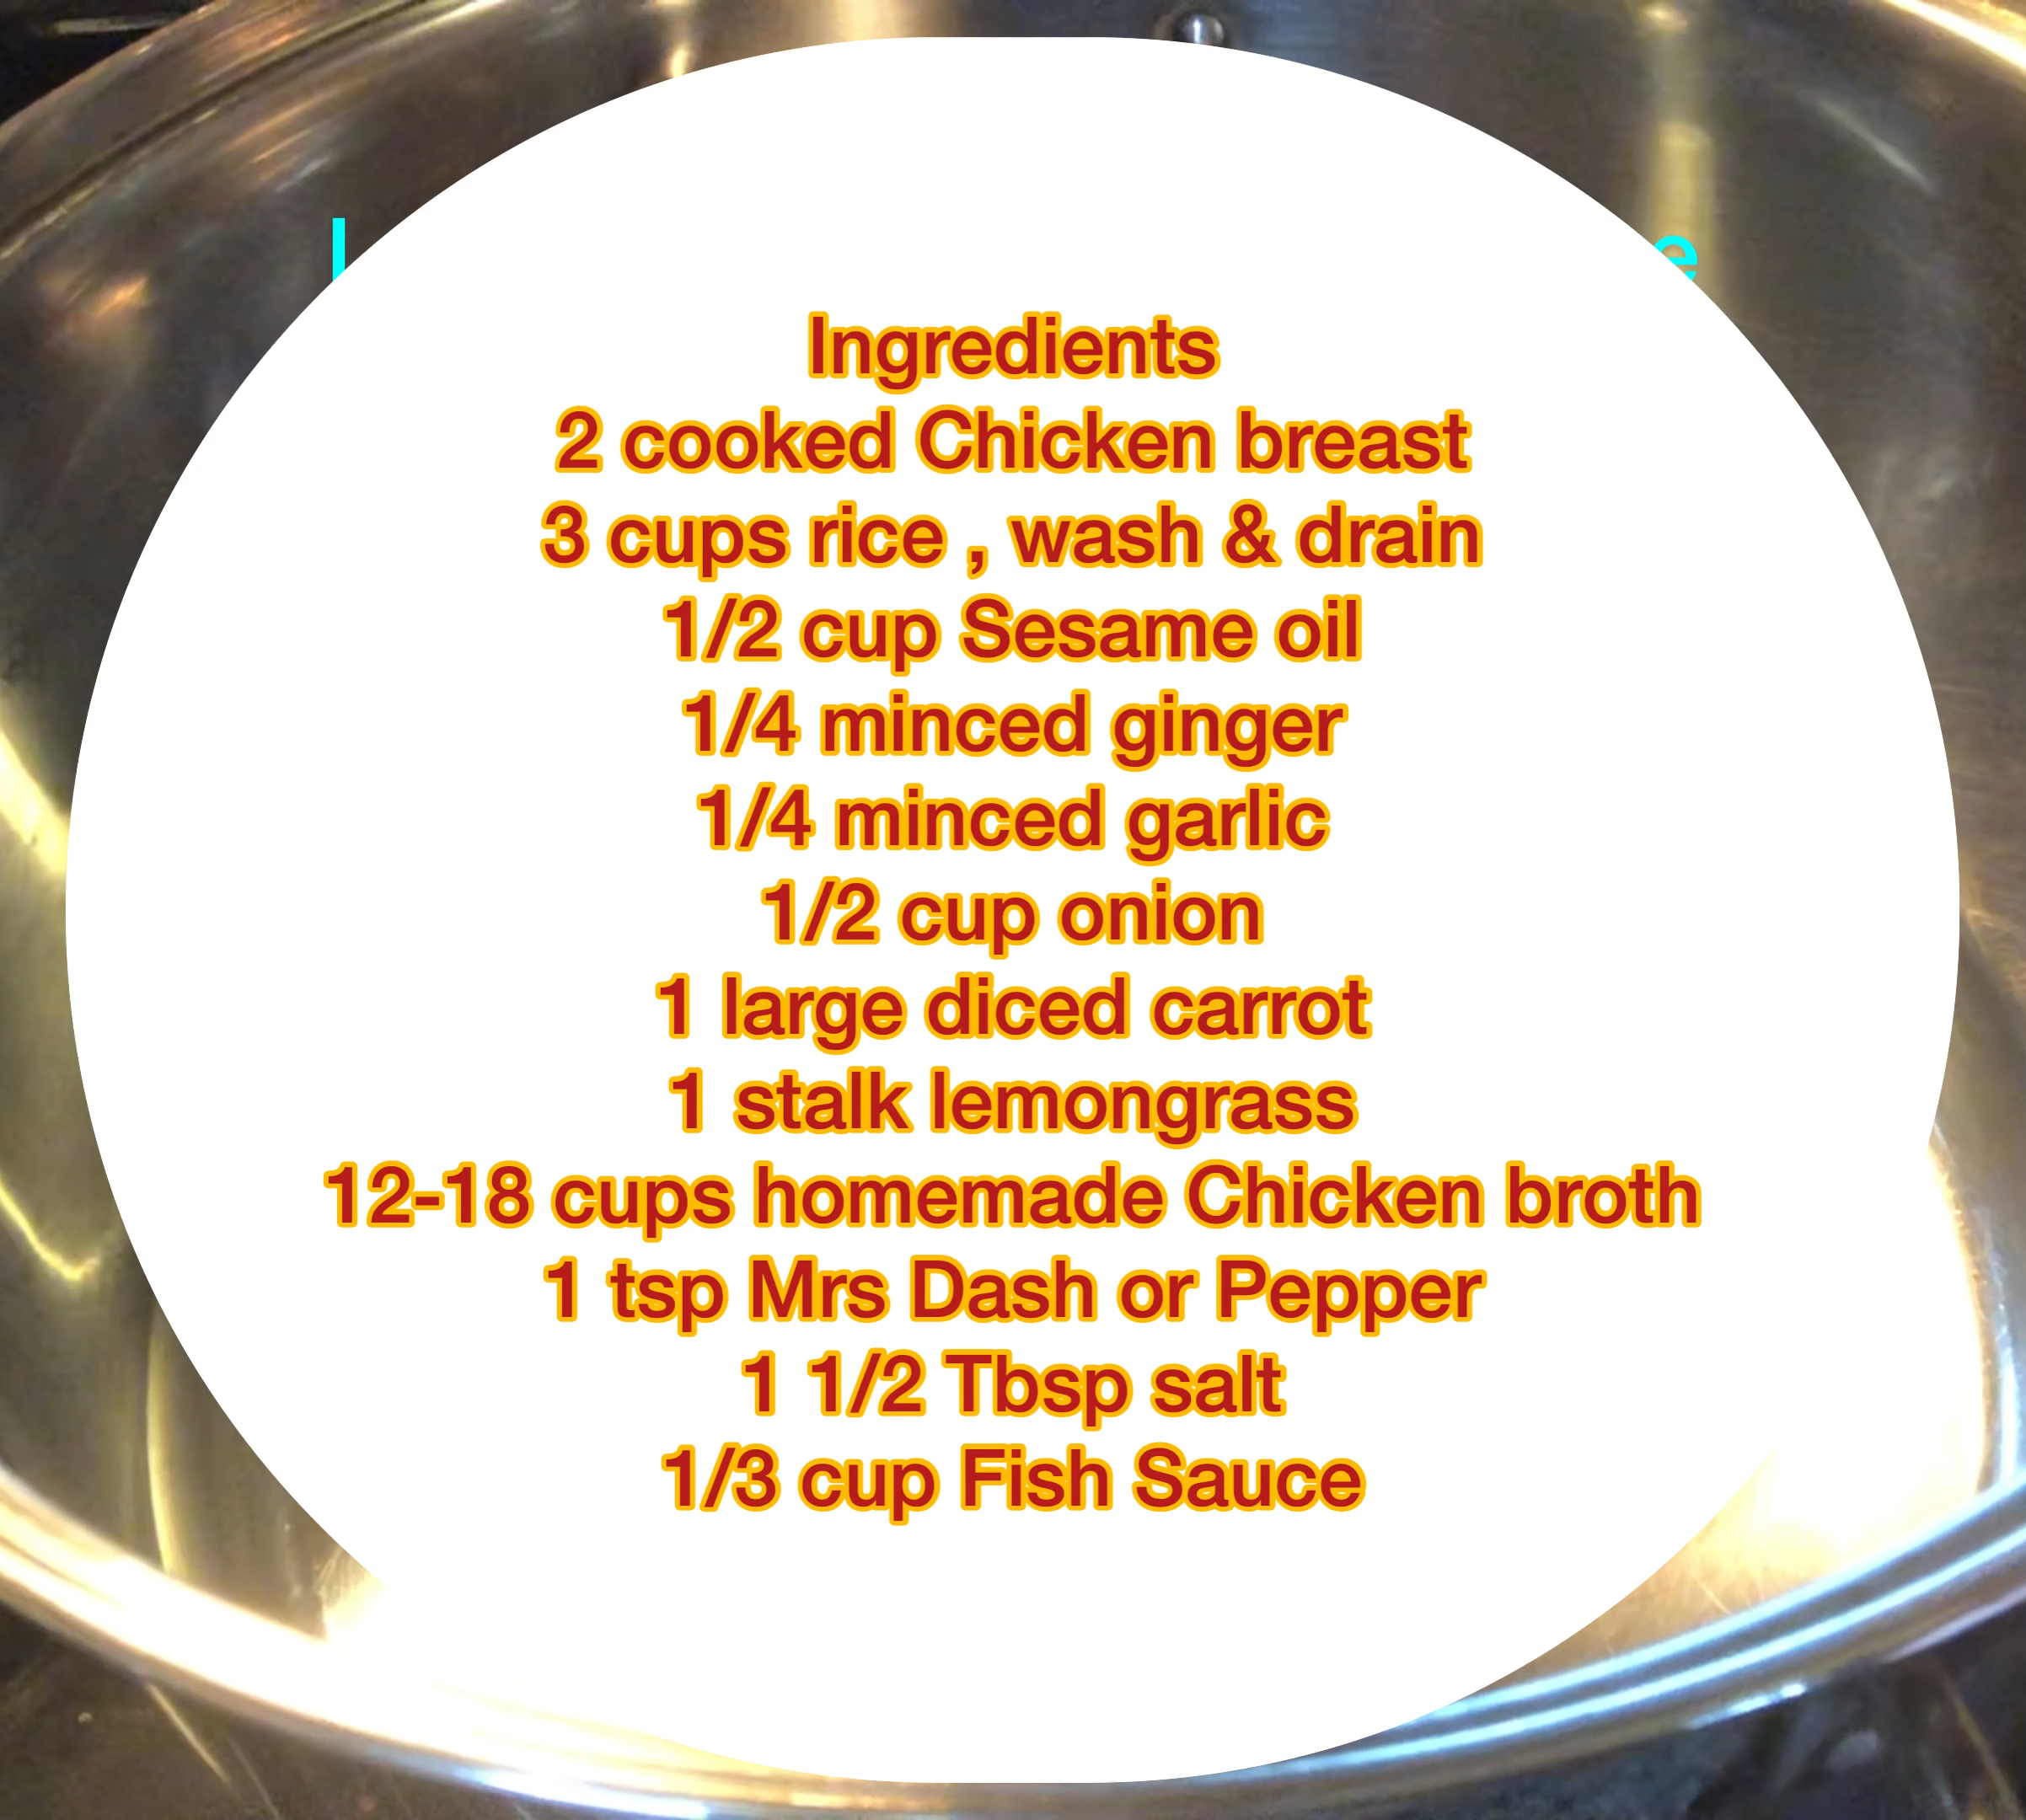 Ingredients
2 cooked Chicken breast
3 cups rice , wash & drain
1/2 cup Sesame oil
1/4 minced ginger
1/4 minced garlic
1/2 cup onion
1 large diced carrot
1 stalk lemongrass
12-18 cups homemade Chicken broth
1 tsp Mrs Dash or Pepper
1 1/2 Tbsp salt
1/3 cup Fish Sauce